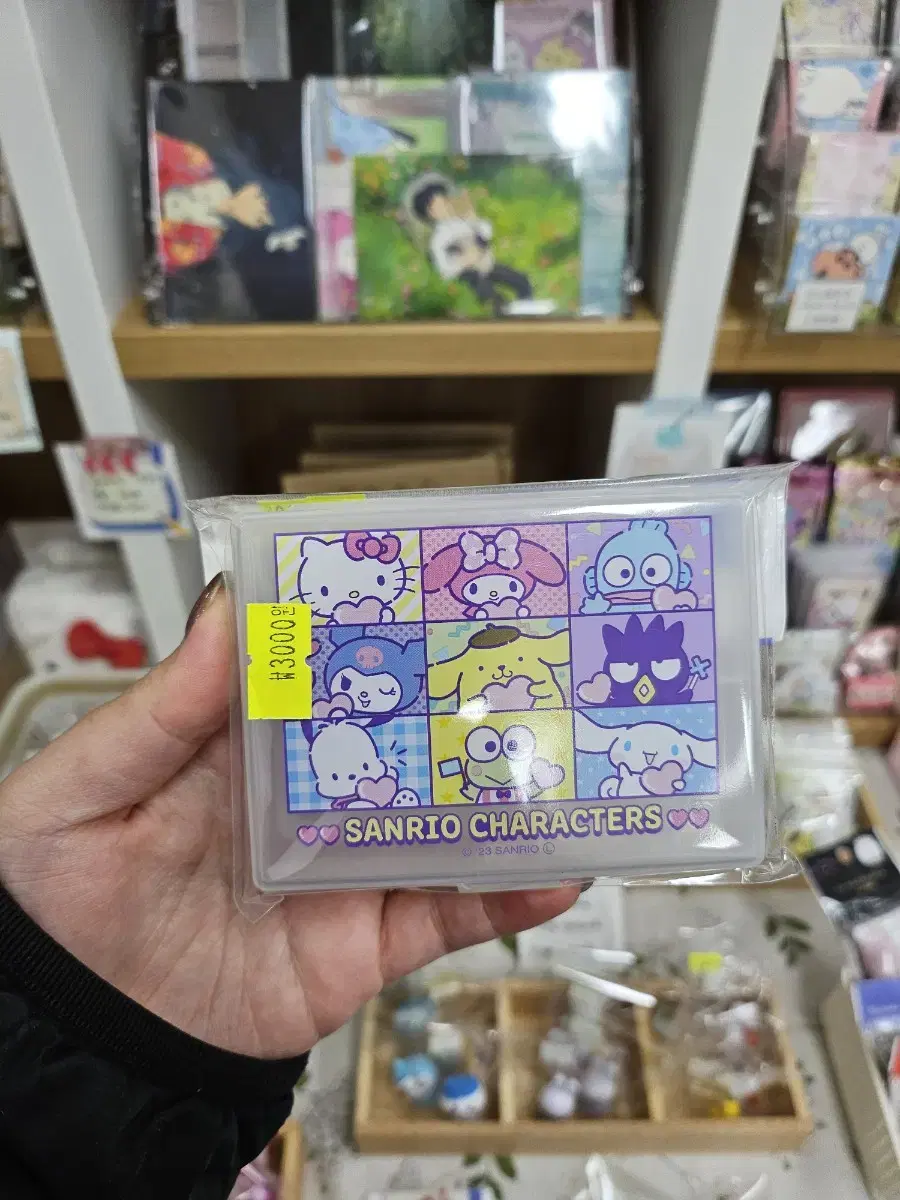 ₩3000원
SANRIO CHARACTERS
© '23 SANRIO Ⓛ